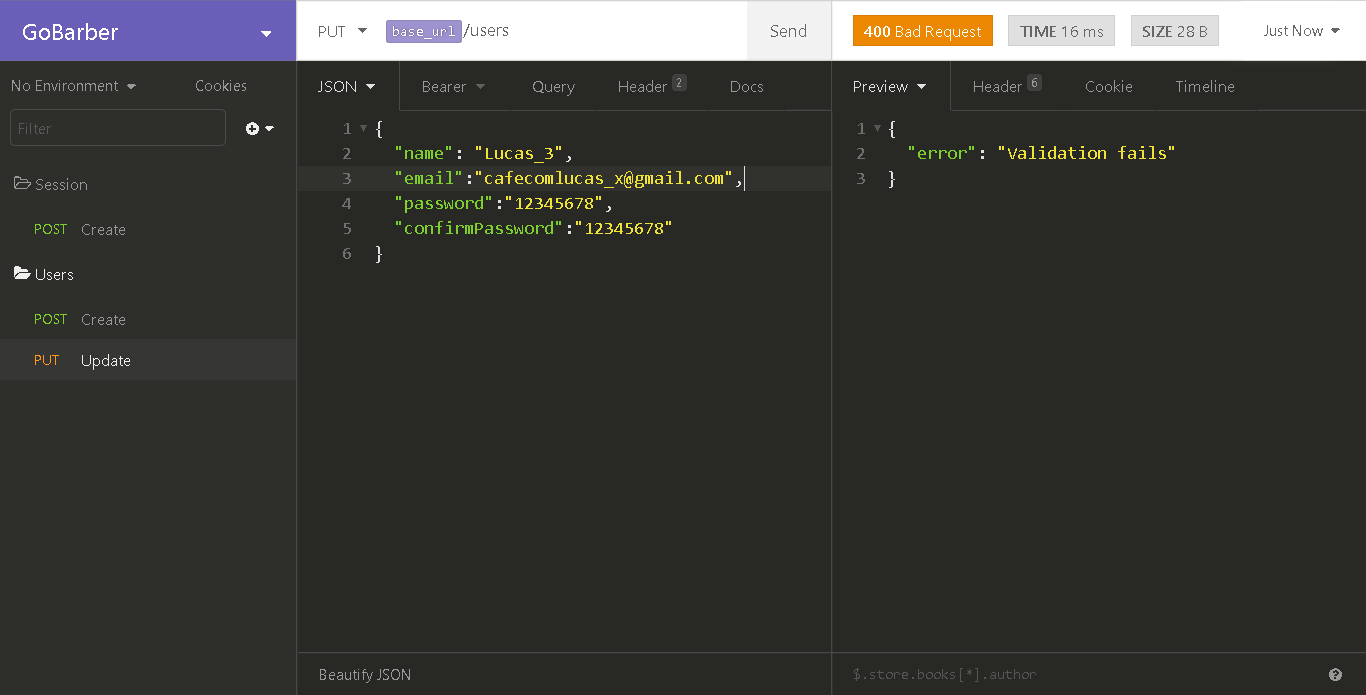 GoBarber
No Environment
Cookies
Filter
Session
POST Create
Users
POST Create
PUT Update
PUT base_url/users
Send
JSON
Bearer
Query
Header 2
Docs
1 {
2 "name": "Lucas_3",
3 "email":"cafecomlucas_x@gmail.com",
4 "password":"12345678",
5 "confirmPassword":"12345678"
6 }
Beautify JSON
400 Bad Request
TIME 16 ms
SIZE 28 B
Just Now
Preview
Header 6
Cookie
Timeline
1 {
2 "error": "Validation fails"
3 }
$.store.books[*].author
?